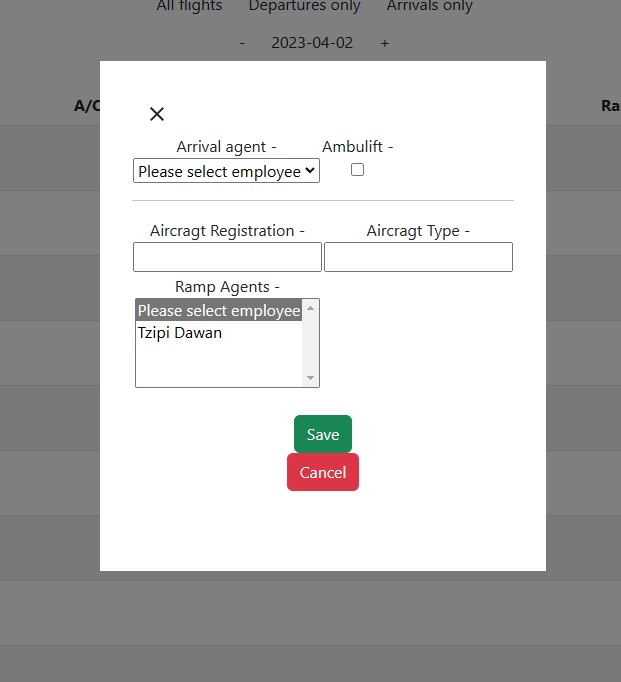 All flights Departures only Arrivals only
- 2023-04-02 +
A/C Ra
Arrival agent - Ambulift -
Please select employee
Aircragt Registration - Aircragt Type -
Ramp Agents -
Please select employee
Tzipi Dawan
Save
Cancel